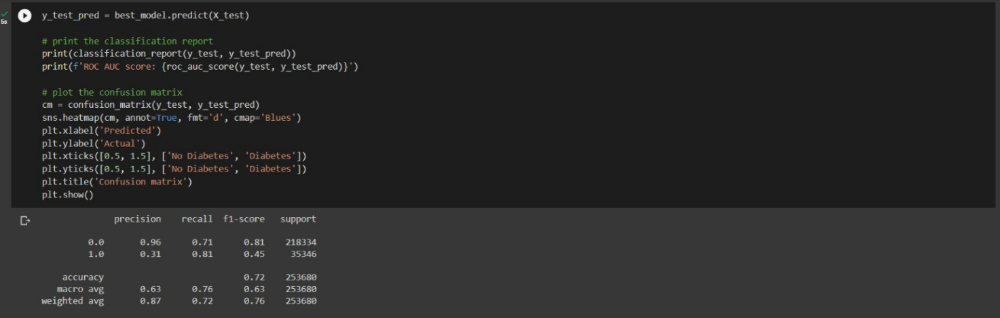 5s
y_test_pred = best_model.predict(X_test)
# print the classification report
print(classification_report(y_test, y_test_pred))
print(f'ROC AUC score: {roc_auc_score(y_test, y_test_pred)}')
# plot the confusion matrix
cm = confusion_matrix(y_test, y_test_pred)
sns.heatmap(cm, annot=True, fmt='d', cmap='Blues')
plt.xlabel('Predicted')
plt.ylabel('Actual')
plt.xticks([0.5, 1.5], ['No Diabetes', 'Diabetes'])
plt.yticks([0.5, 1.5], ['No Diabetes', 'Diabetes'])
plt.title('Confusion matrix')
plt.show()
precision recall f1-score support
0.0 0.96 0.71 0.81 218334
1.0 0.31 0.81 0.45 35346
accuracy 0.72 253680
macro avg 0.63 0.76 0.63 253680
weighted avg 0.87 0.72 0.76 253680